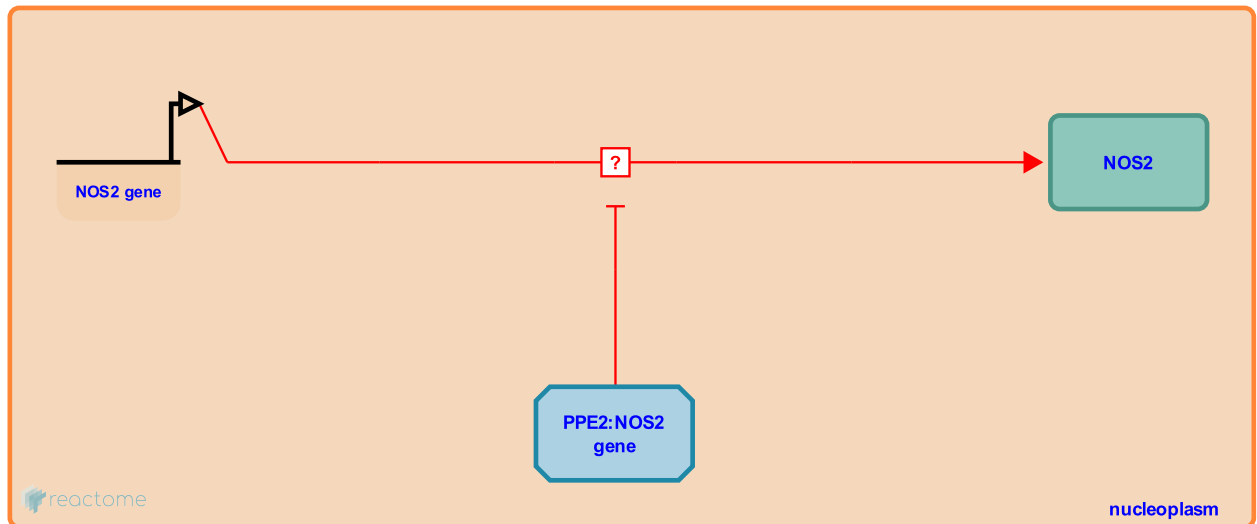 NOS2 gene
?
NOS2
PPE2:NOS2
gene
reactome
nucleoplasm